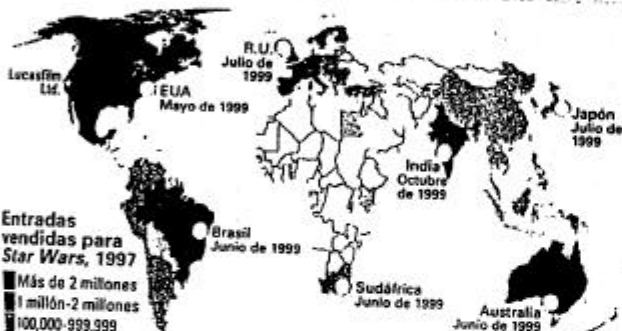 Lucasfilm
Ltd.
EUA
Mayo de 1999
R.U.
Julio de
1999
Japón
Julio de
1999
India
Octubre
de 1999
Brasil
Junio de 1999
Sudáfrica
Junio de 1999
Australia
Junio de 1999
Entradas
vendidas para
Star Wars, 1997
Más de 2 millones
1 millón-2 millones
100,000-999,999